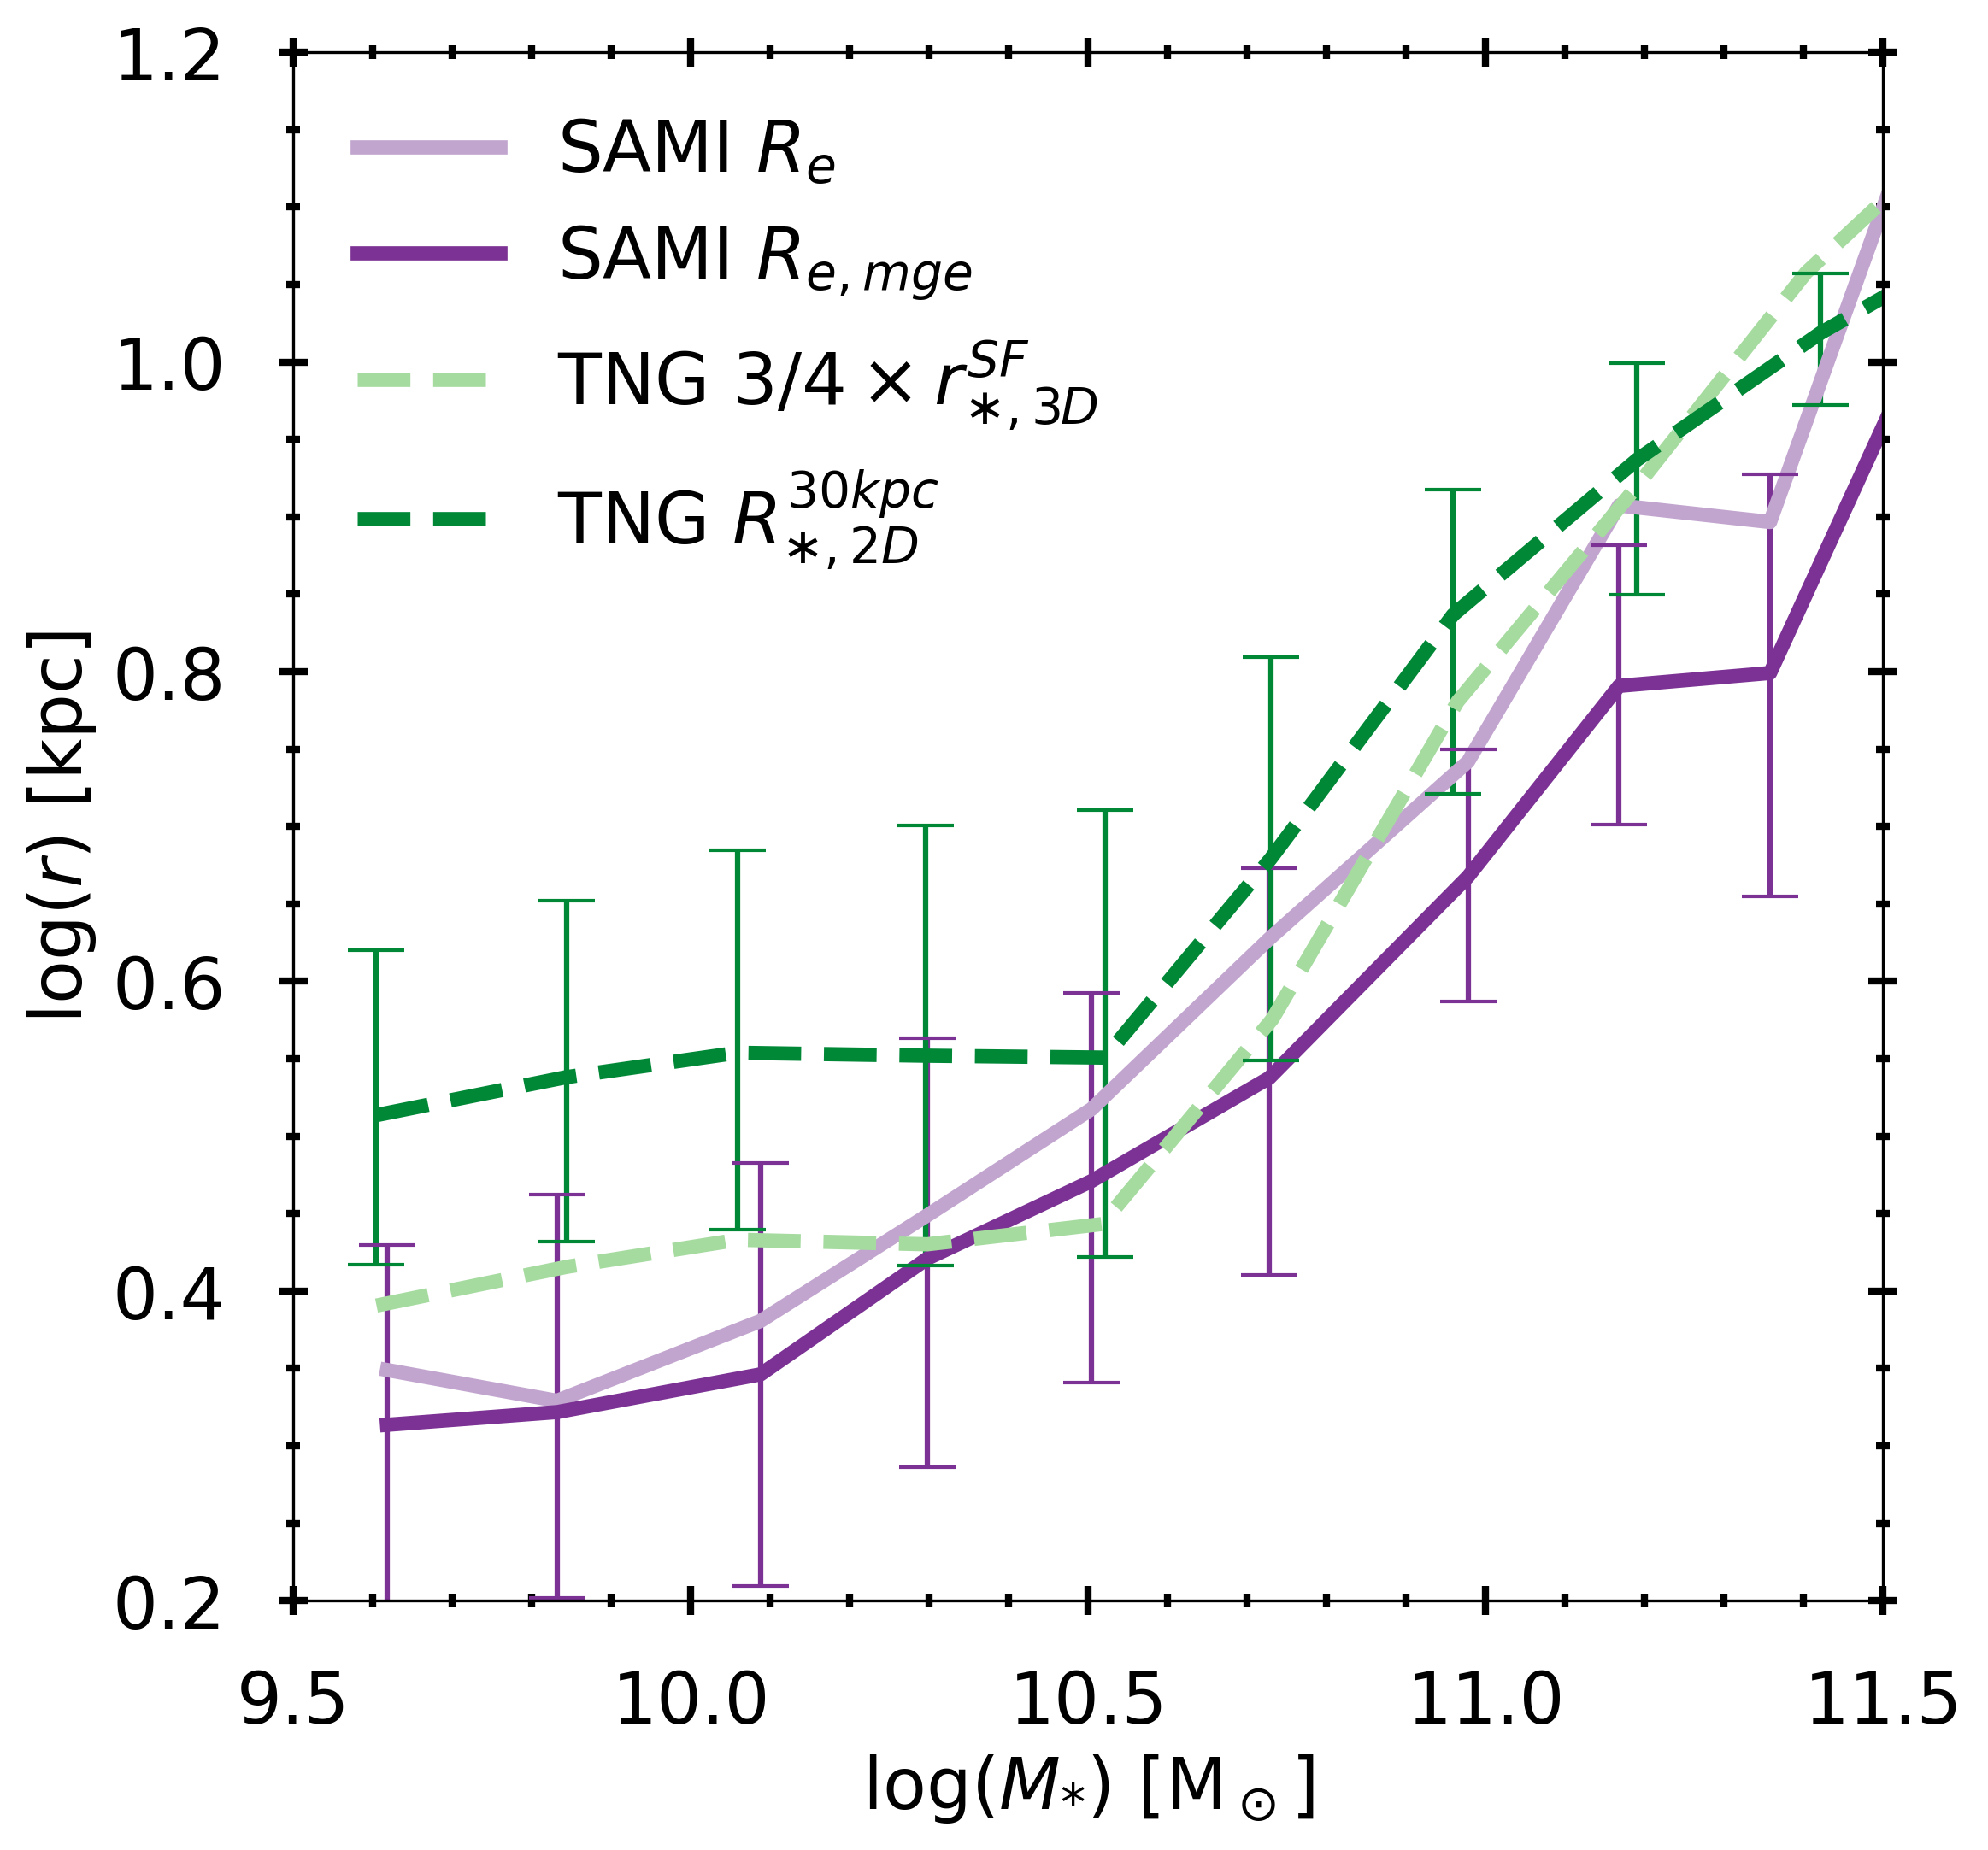 1.2
1.0
0.8
0.6
0.4
0.2
log(r) [kpc]
SAMI R_e
SAMI R_{e, mge}
TNG 3/4 × r^{SF}_{∗, 3D}
TNG R^{30kpc}_{∗, 2D}
9.5 10.0 10.5 11.0 11.5
log(M_*) [M_⊙]